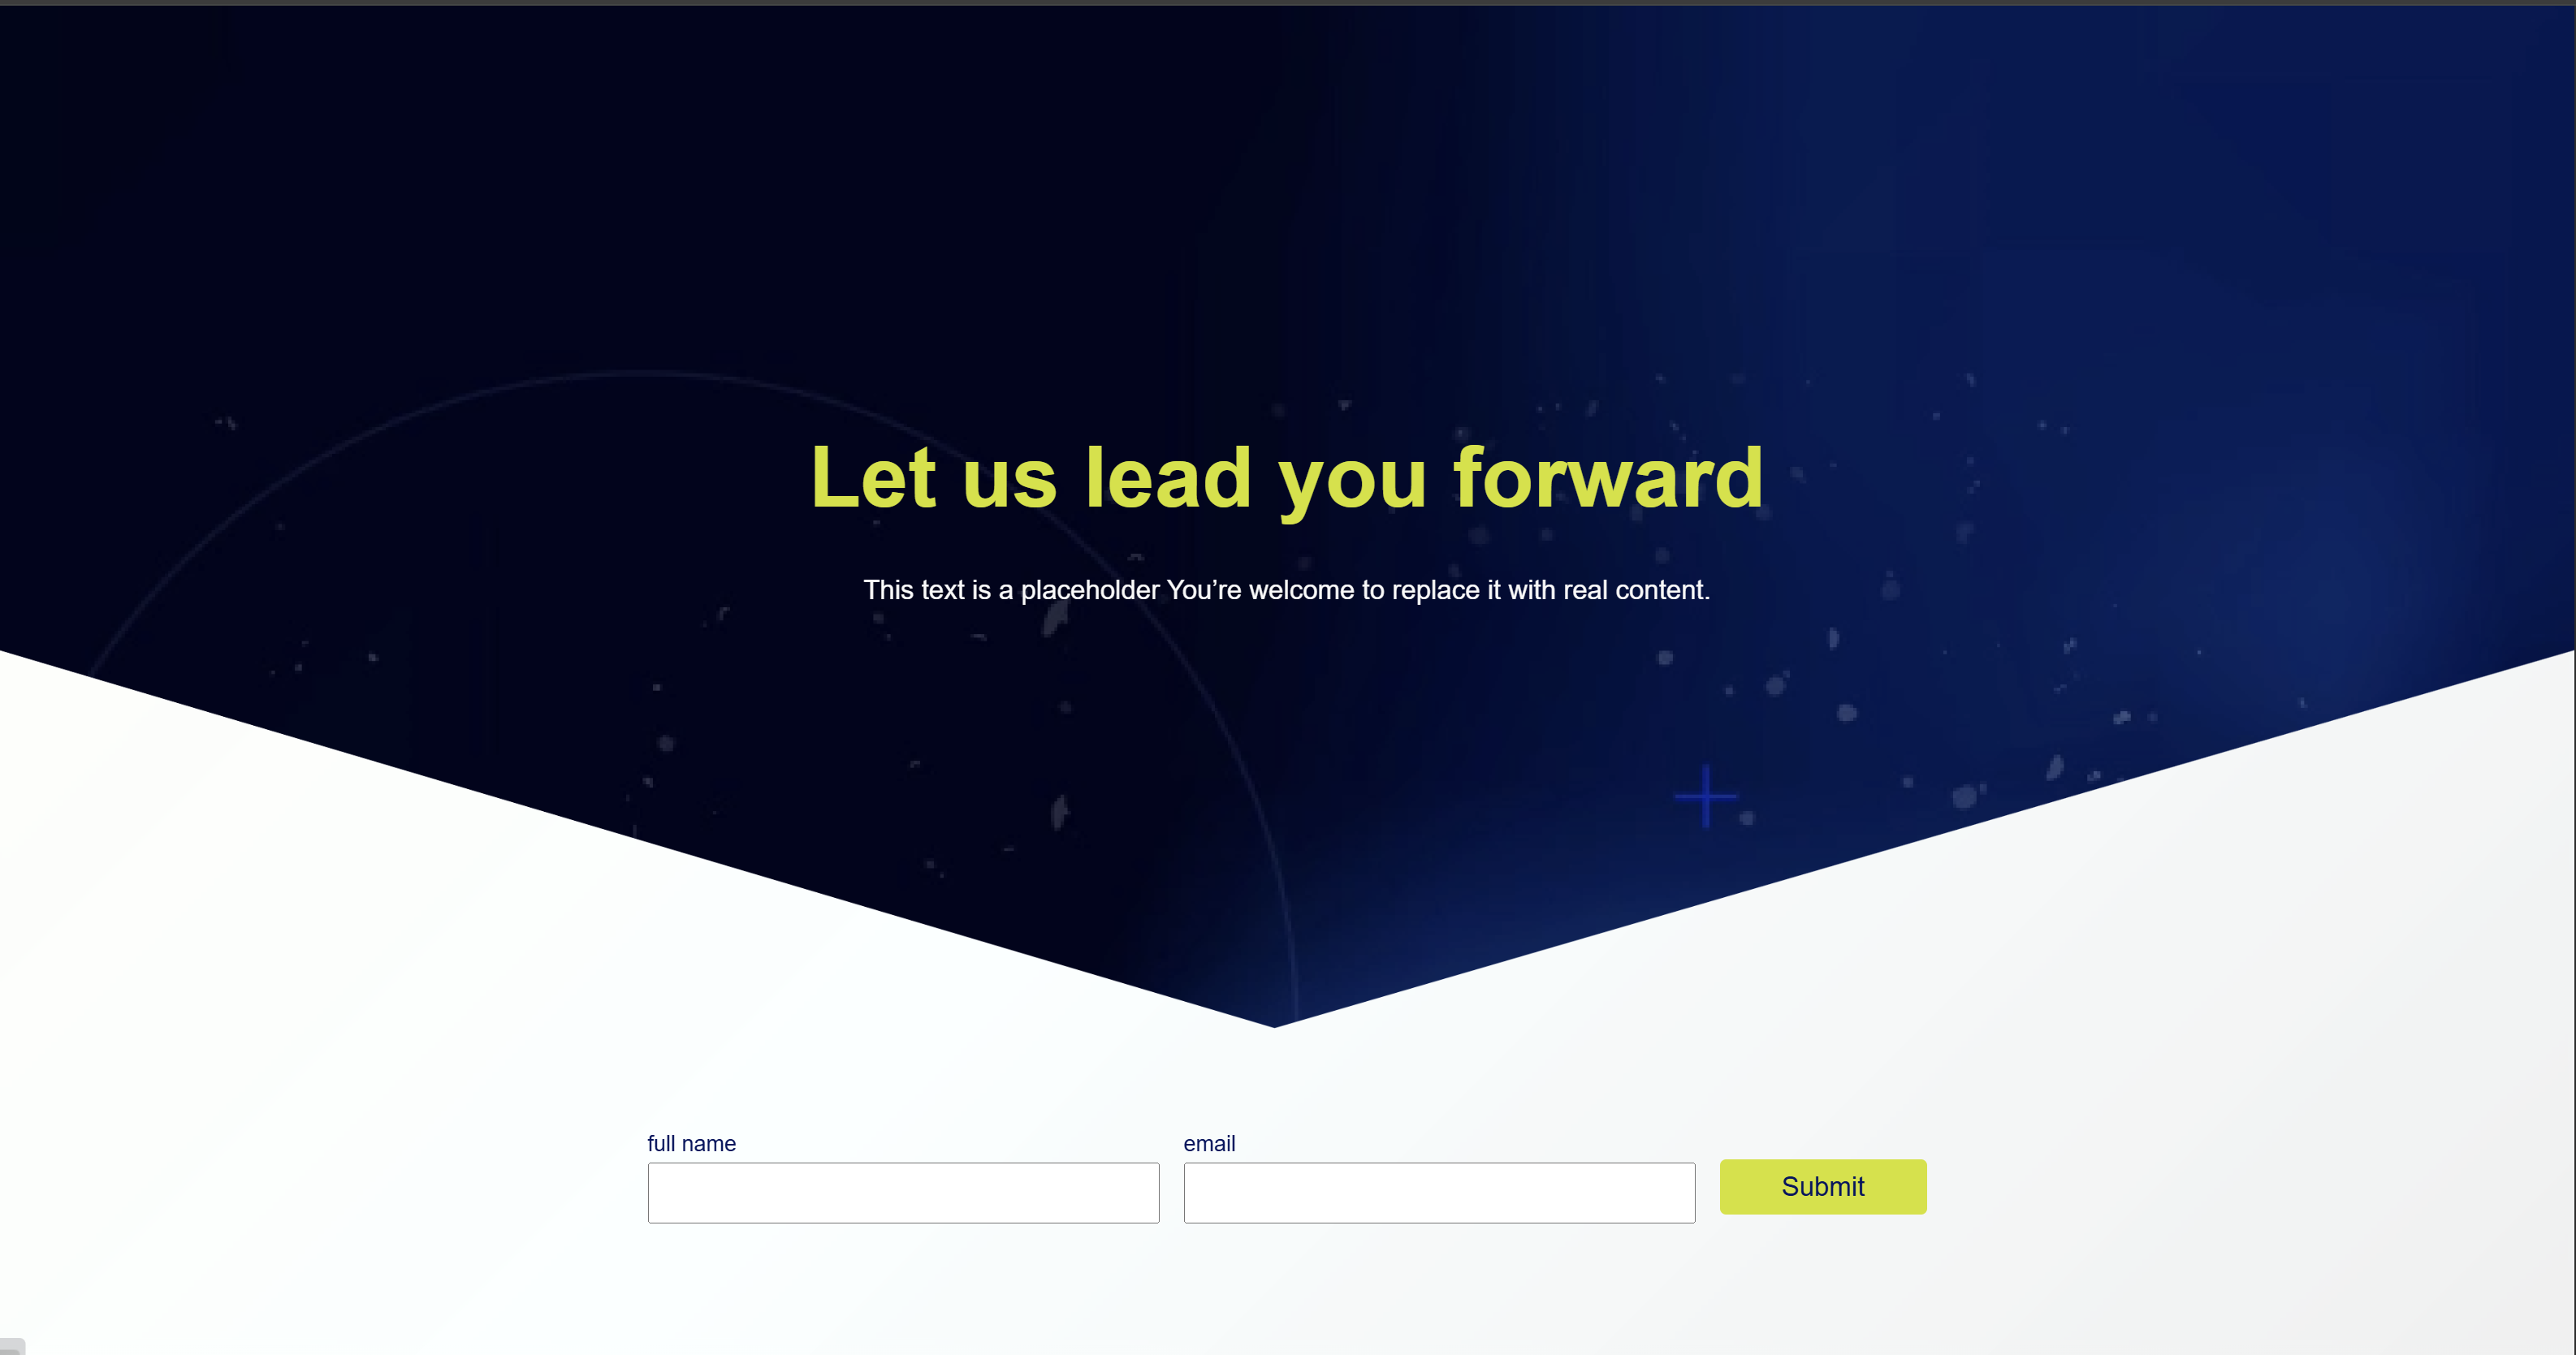 Let us lead you forward
This text is a placeholder You’re welcome to replace it with real content.
full name
email
Submit